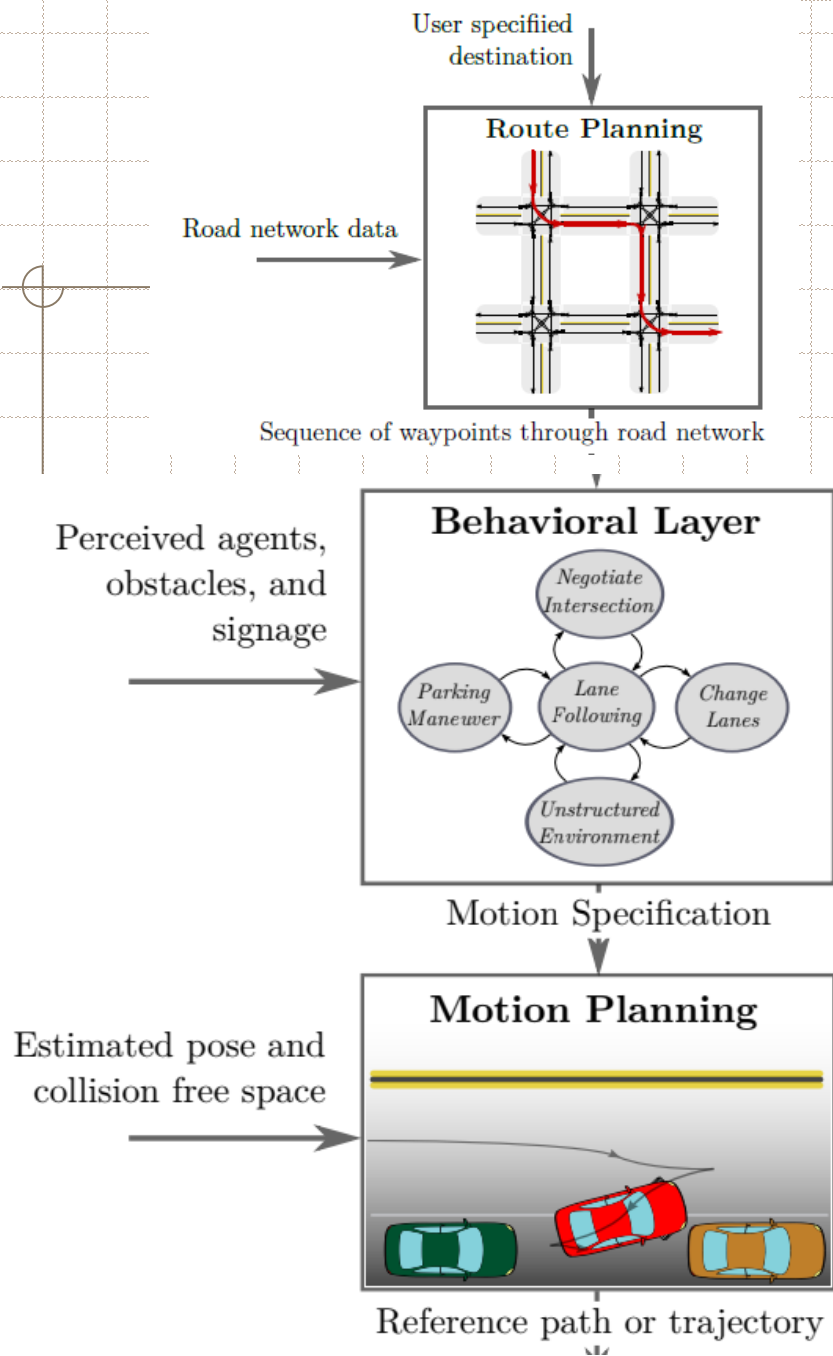 User specifiied
destination
Route Planning
Road network data
Sequence of waypoints through road network
Behavioral Layer
Perceived agents,
obstacles, and
signage
Negotiate
Intersection
Parking
Maneuver
Lane
Following
Change
Lanes
Unstructured
Environment
Motion Specification
Motion Planning
Estimated pose and
collision free space
Reference path or trajectory